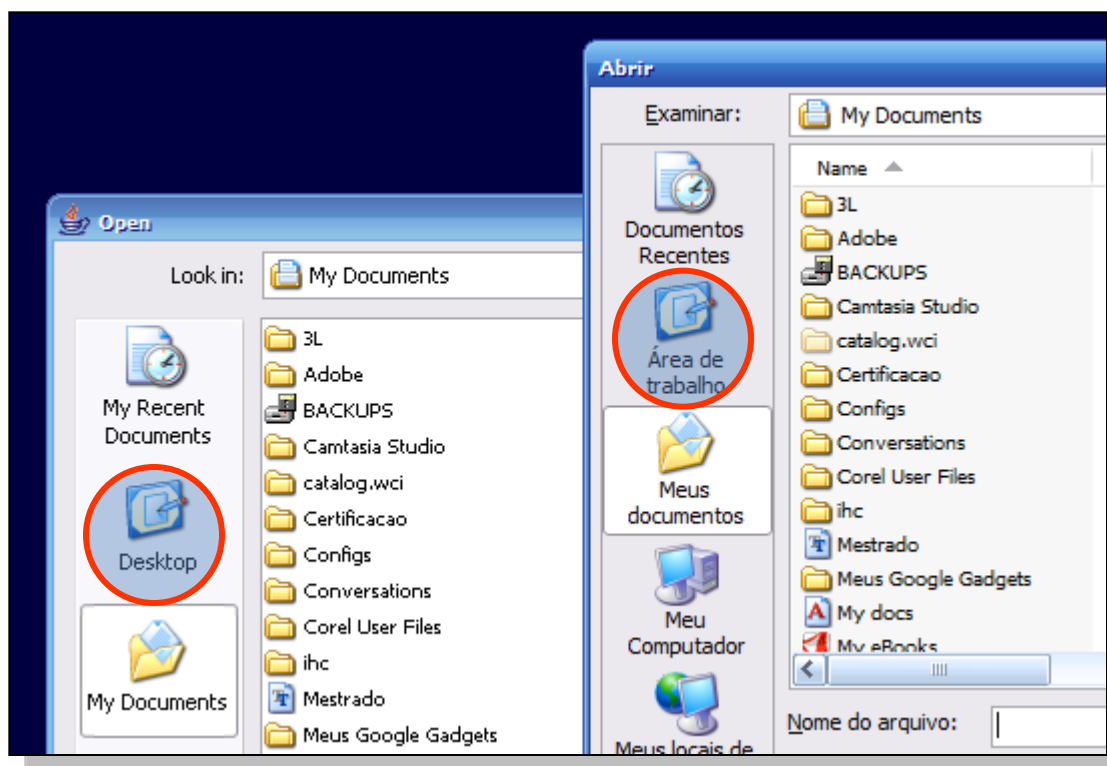 Open
Look in:
My Documents
My Recent
Documents
Desktop
My Documents
3L
Adobe
BACKUPS
Camtasia Studio
catalog.wci
Certificacao
Configs
Conversations
Corel User Files
ihc
Mestrado
Meus Google Gadgets
Abrir
Examinar:
My Documents
Documentos
Recentes
Área de
trabalho
Meus
documentos
Meu
Computador
Meus locais de
Name
3L
Adobe
BACKUPS
Camtasia Studio
catalog.wci
Certificacao
Configs
Conversations
Corel User Files
ihc
Mestrado
Meus Google Gadgets
My docs
My eBooks
Nome do arquivo: